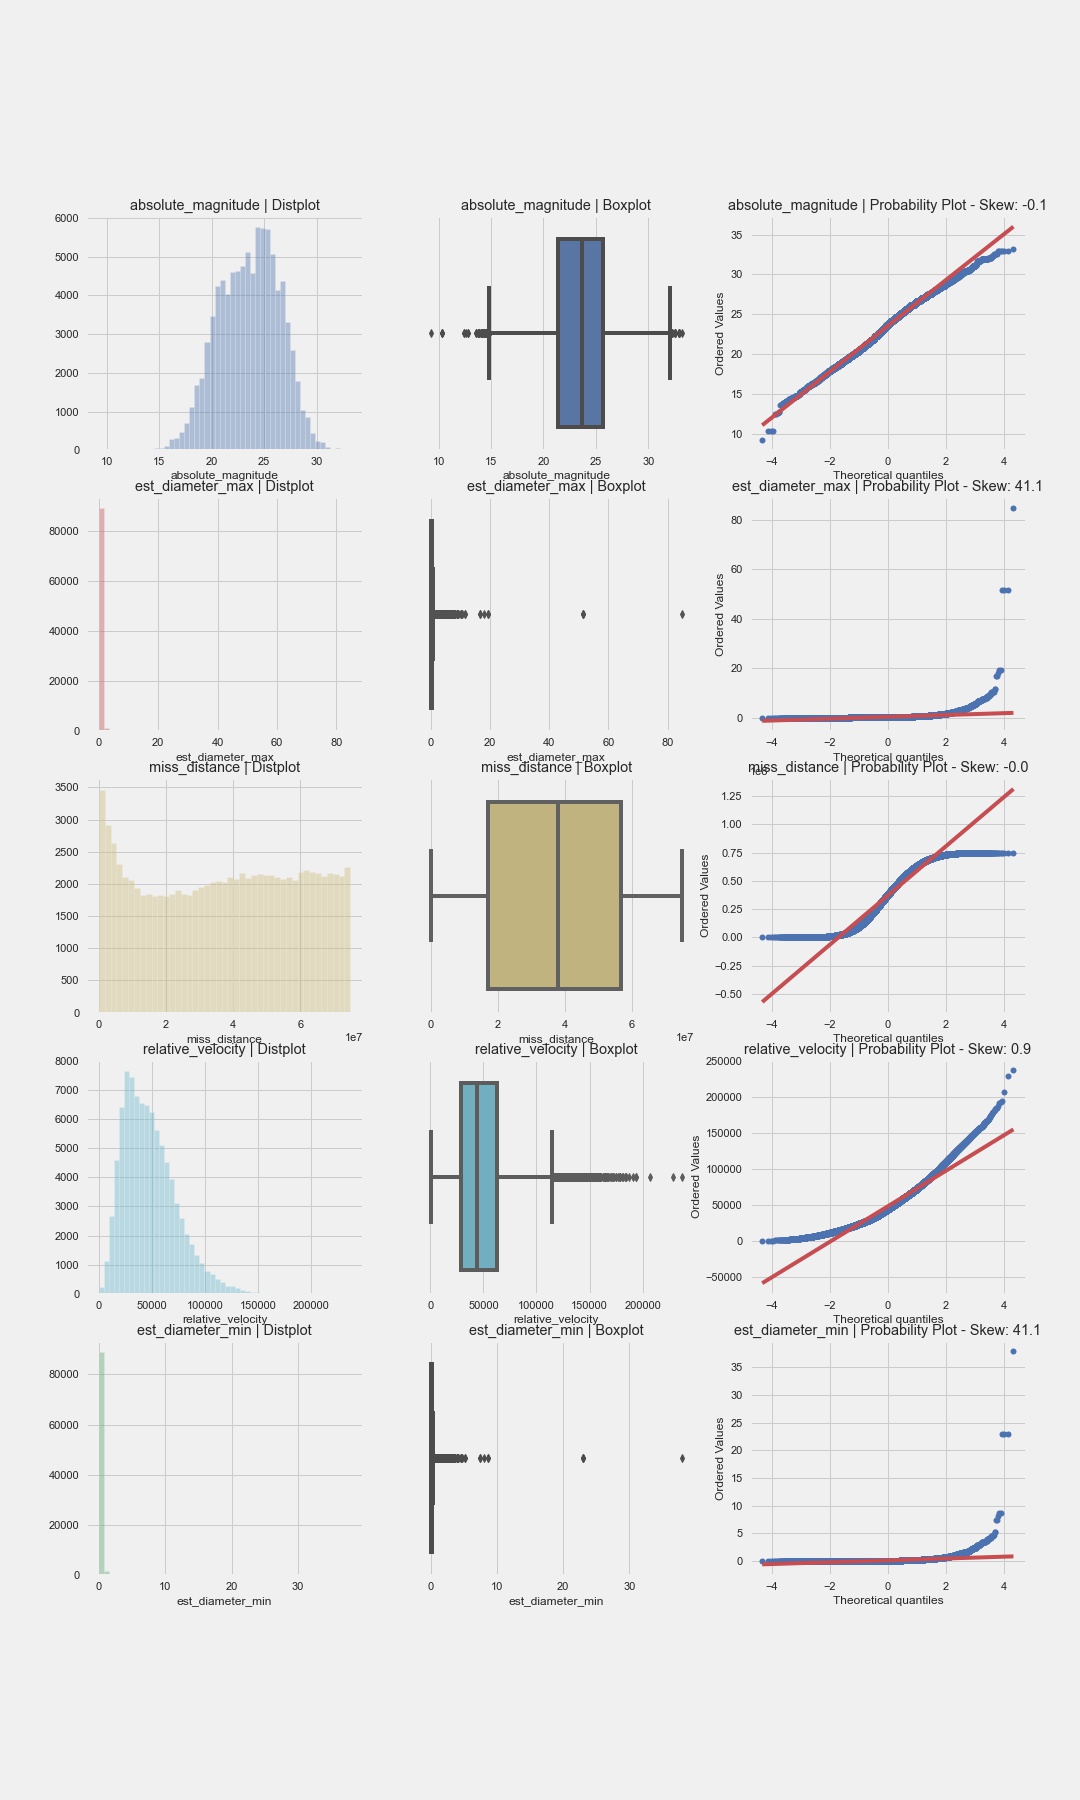 absolute_magnitude | Distplot
6000
5000
4000
3000
2000
1000
0
10 15 20 25 30
absolute_magnitude
absolute_magnitude | Boxplot
10 15 20 25 30
absolute_magnitude
absolute_magnitude | Probability Plot - Skew: -0.1
Ordered Values
35
30
25
20
15
10
−4 −2 0 2 4
Theoretical quantiles
est_diameter_max | Distplot
80000
60000
40000
20000
0
0 20 40 60 80
est_diameter_max
est_diameter_max | Boxplot
0 20 40 60 80
est_diameter_max
est_diameter_max | Probability Plot - Skew: 41.1
Ordered Values
80
60
40
20
0
−4 −2 0 2 4
Theoretical quantiles
miss_distance | Distplot
3500
3000
2500
2000
1500
1000
500
0
0 2 4 6
1e7
miss_distance
miss_distance | Boxplot
0 2 4 6
1e7
miss_distance
miss_distance | Probability Plot - Skew: -0.0
1e8
Ordered Values
1.25
1.00
0.75
0.50
0.25
0.00
−0.25
−0.50
−4 −2 0 2 4
Theoretical quantiles
relative_velocity | Distplot
8000
7000
6000
5000
4000
3000
2000
1000
0
0 50000 100000 150000 200000
relative_velocity
relative_velocity | Boxplot
0 50000 100000 150000 200000
relative_velocity
relative_velocity | Probability Plot - Skew: 0.9
Ordered Values
250000
200000
150000
100000
50000
0
−50000
−4 −2 0 2 4
Theoretical quantiles
est_diameter_min | Distplot
80000
60000
40000
20000
0
0 10 20 30
est_diameter_min
est_diameter_min | Boxplot
0 10 20 30
est_diameter_min
est_diameter_min | Probability Plot - Skew: 41.1
Ordered Values
35
30
25
20
15
10
5
0
−4 −2 0 2 4
Theoretical quantiles